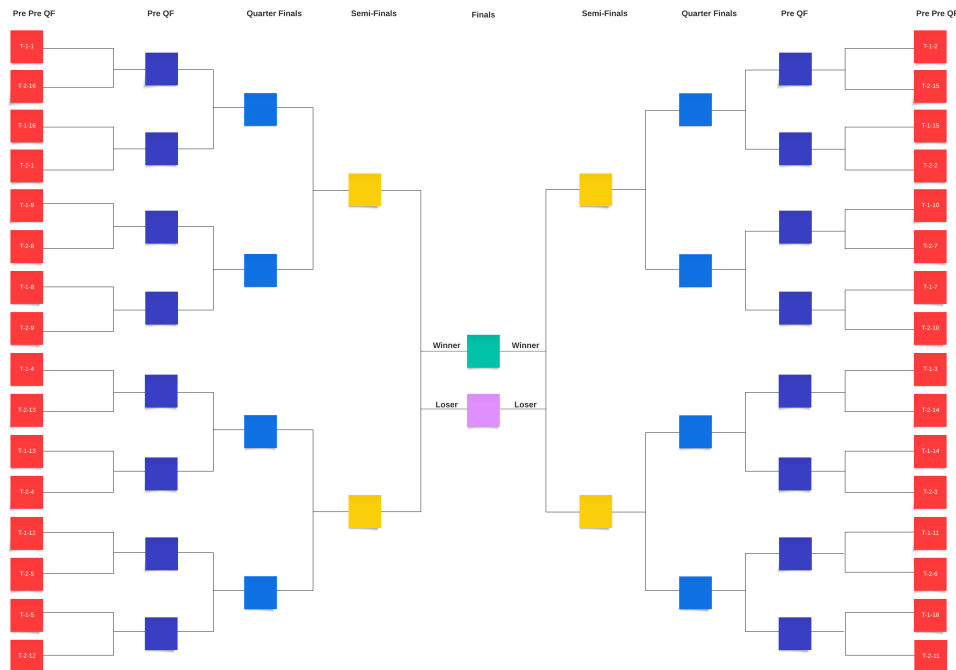 Pre Pre QF Pre QF Quarter Finals Semi-Finals Finals Semi-Finals Quarter Finals Pre QF Pre Pre QF
T-1-1 T-1-2
T-2-16 T-2-15
T-1-16 T-1-15
T-2-1 T-2-2
T-1-9 T-1-10
T-2-8 T-2-7
T-1-8 T-1-7
T-2-9 T-2-10
Winner Winner
T-1-4 T-1-3
Loser Loser
T-2-13 T-2-14
T-1-13 T-1-14
T-2-4 T-2-3
T-1-12 T-1-11
T-2-5 T-2-6
T-1-5 T-1-16
T-2-12 T-2-11